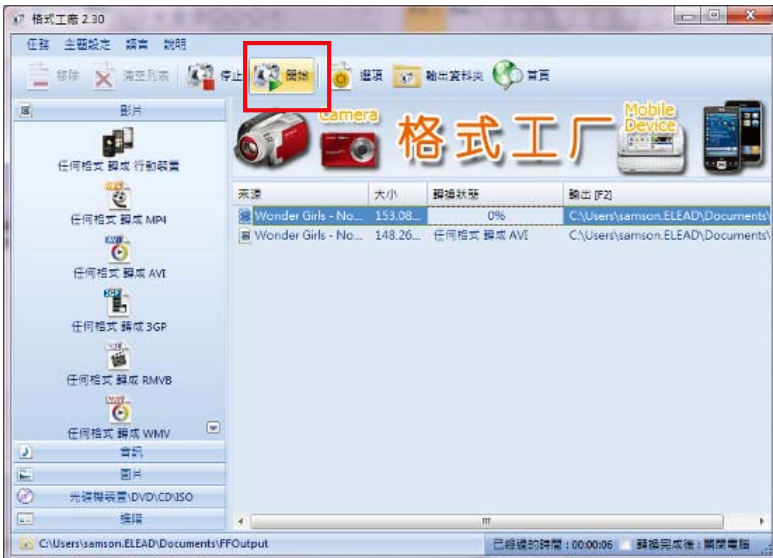 格式工廠 2.30
任務 主題設定 語言 說明
移除 清空列表 停止 開始 選項 輸出資料夾 首頁
影片
任何格式 轉成 行動裝置
任何格式 轉成 MP4
任何格式 轉成 AVI
任何格式 轉成 3GP
任何格式 轉成 RMVB
任何格式 轉成 WMV
音訊
圖片
光碟機裝置\DVD\CD\ISO
進階
Camera
格式工厂
Mobile Device
來源 大小 轉換狀態 輸出 [F2]
Wonder Girls - No... 153.08... 0% C:\Users\samson.ELEAD\Documents\
Wonder Girls - No... 148.26... 任何格式 轉成 AVI C:\Users\samson.ELEAD\Documents\
C:\Users\samson.ELEAD\Documents\FFOutput 已經過的時間 : 00:00:06 轉換完成後 : 關閉電腦